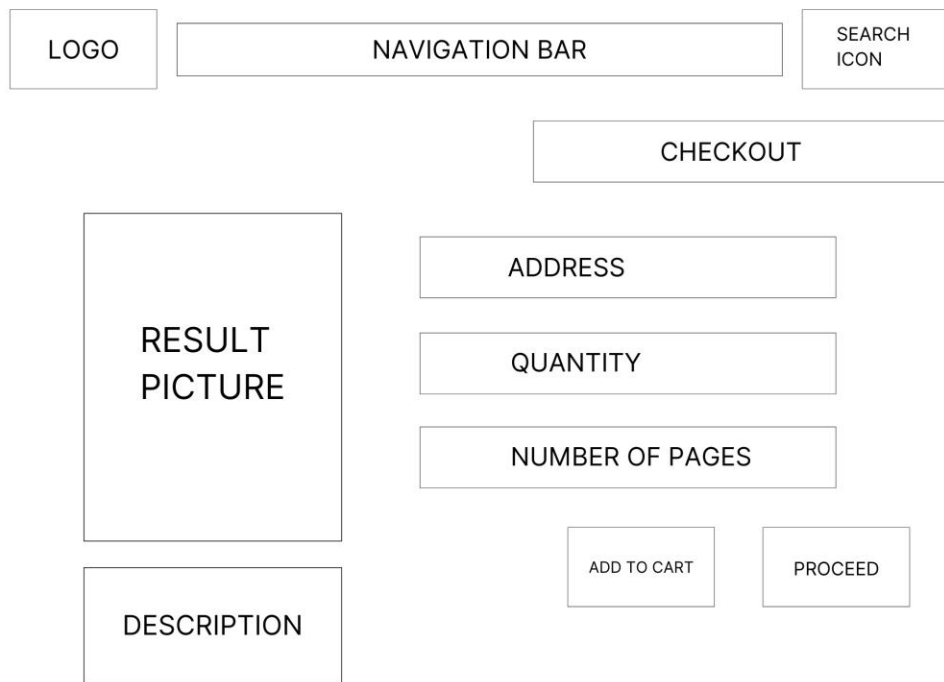 LOGO
NAVIGATION BAR
SEARCH
ICON
CHECKOUT
RESULT
PICTURE
ADDRESS
QUANTITY
NUMBER OF PAGES
ADD TO CART
PROCEED
DESCRIPTION